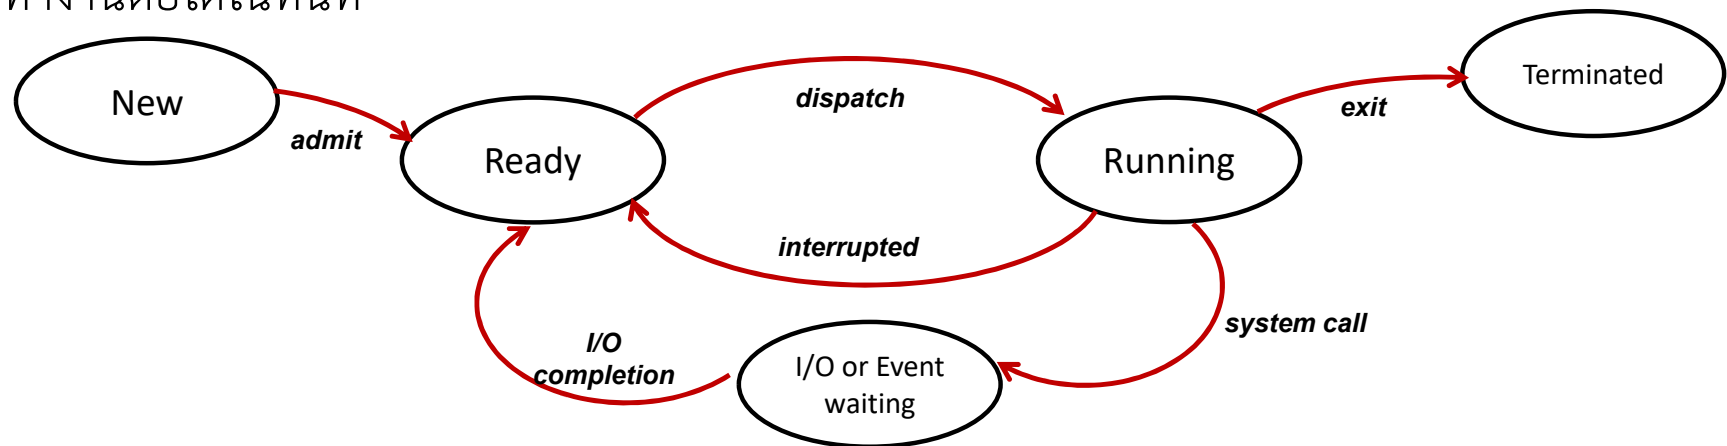 New
admit
Ready
dispatch
interrupted
Running
exit
Terminated
system call
I/O
completion
I/O or Event
waiting